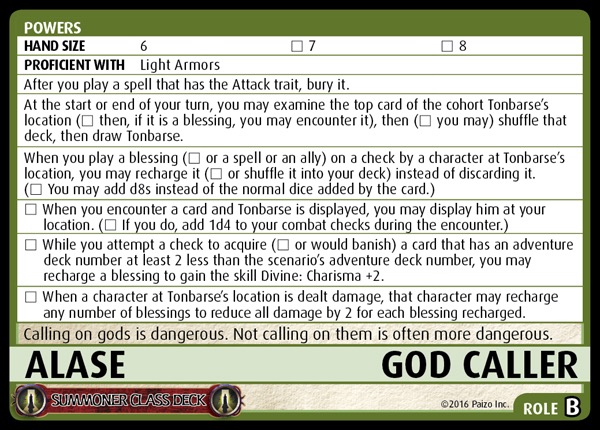 POWERS
HAND SIZE 6 □ 7 □ 8
PROFICIENT WITH Light Armors
After you play a spell that has the Attack trait, bury it.
At the start or end of your turn, you may examine the top card of the cohort Tonbarse's
location (□ then, if it is a blessing, you may encounter it), then (□ you may) shuffle that
deck, then draw Tonbarse.
When you play a blessing (□ or a spell or an ally) on a check by a character at Tonbarse's
location, you may recharge it (□ or shuffle it into your deck) instead of discarding it.
(□ You may add d8s instead of the normal dice added by the card.)
□ When you encounter a card and Tonbarse is displayed, you may display him at your
location. (□ If you do, add 1d4 to your combat checks during the encounter.)
□ While you attempt a check to acquire (□ or would banish) a card that has an adventure
deck number at least 2 less than the scenario's adventure deck number, you may
recharge a blessing to gain the skill Divine: Charisma +2.
□ When a character at Tonbarse's location is dealt damage, that character may recharge
any number of blessings to reduce all damage by 2 for each blessing recharged.
Calling on gods is dangerous. Not calling on them is often more dangerous.
ALASE GOD CALLER
SUMMONER CLASS DECK
©2016 Paizo Inc. ROLE B